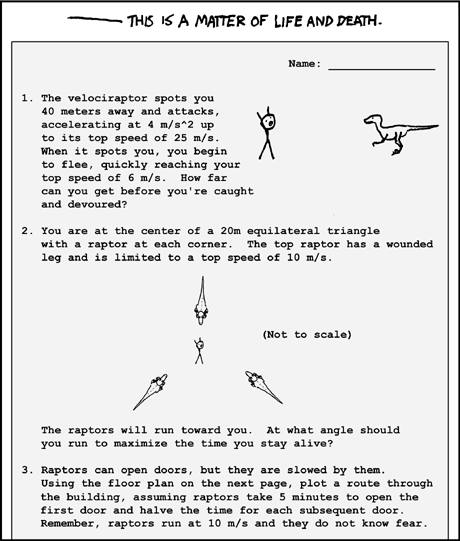 THIS IS A MATTER OF LIFE AND DEATH.
Name:
1. The velociraptor spots you
40 meters away and attacks,
accelerating at 4 m/s^2 up
to its top speed of 25 m/s.
When it spots you, you begin
to flee, quickly reaching your
top speed of 6 m/s. How far
can you get before you're caught
and devoured?
2. You are at the center of a 20m equilateral triangle
with a raptor at each corner. The top raptor has a wounded
leg and is limited to a top speed of 10 m/s.
(Not to scale)
The raptors will run toward you. At what angle should
you run to maximize the time you stay alive?
3. Raptors can open doors, but they are slowed by them.
Using the floor plan on the next page, plot a route through
the building, assuming raptors take 5 minutes to open the
first door and halve the time for each subsequent door.
Remember, raptors run at 10 m/s and they do not know fear.